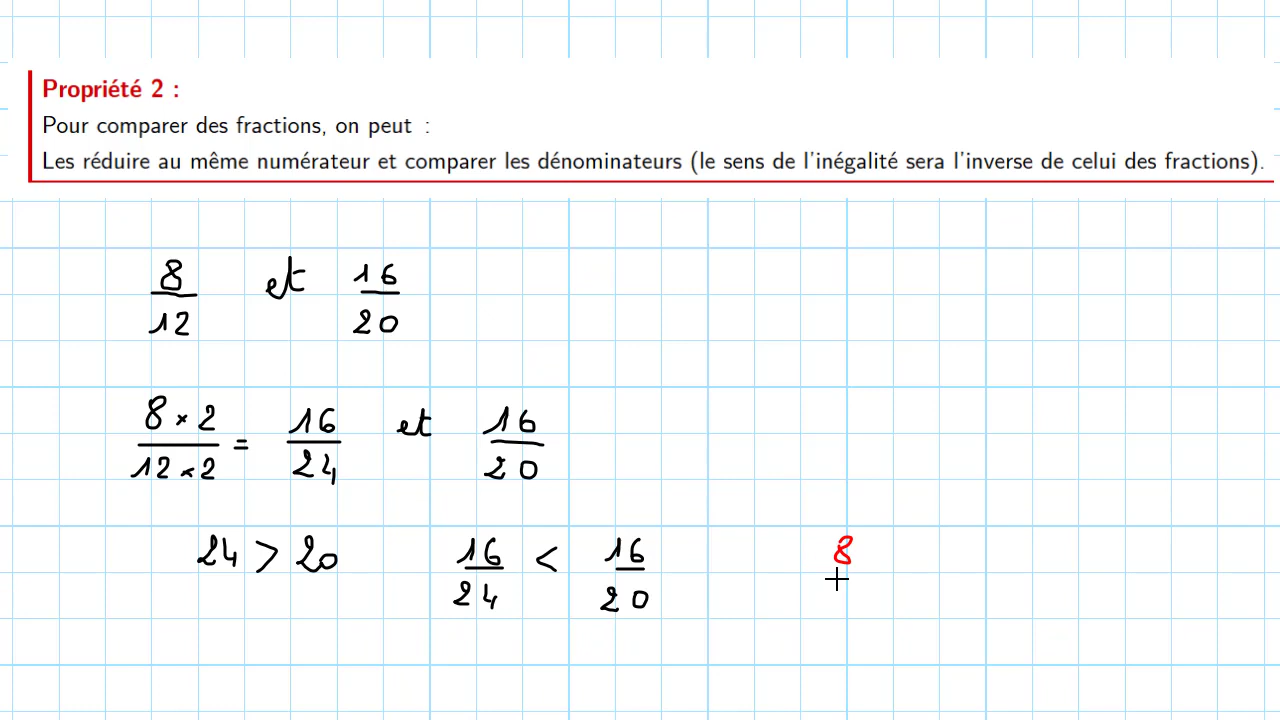 Propriété 2 :
Pour comparer des fractions, on peut :
Les réduire au même numérateur et comparer les dénominateurs (le sens de l'inégalité sera l'inverse de celui des fractions).
8/12 et 16/20
8 × 2/12 × 2 = 16/24 et 16/20
24 > 20 16/24 < 16/20 8